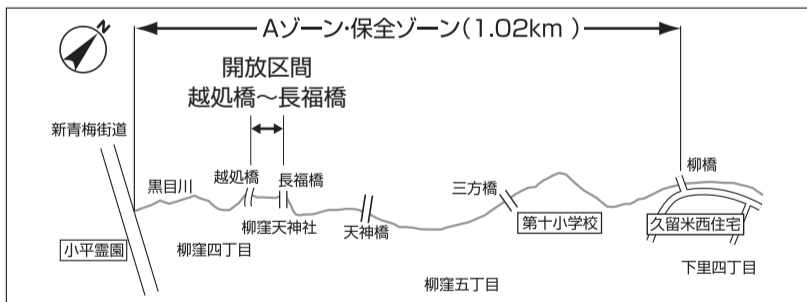 Aゾーン・保全ゾーン(1.02km )
開放区間
越処橋～長福橋
新青梅街道
黒目川
越処橋
長福橋
三方橋
柳橋
柳窪天神社
天神橋
第十小学校
久留米西住宅
小平霊園
柳窪四丁目
下里四丁目
柳窪五丁目
N